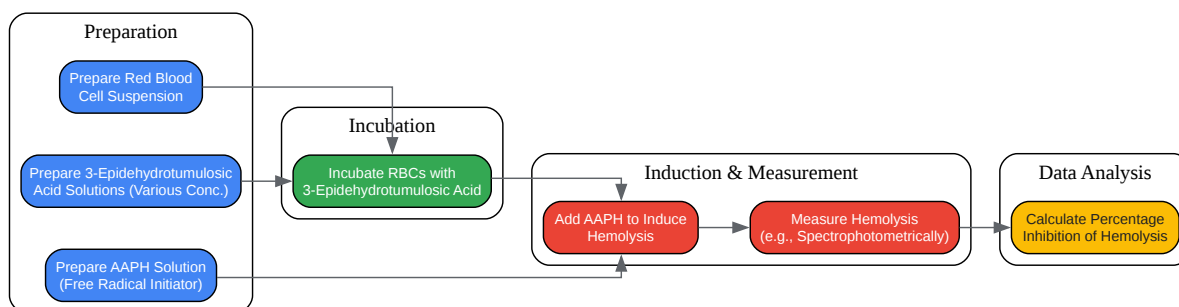 Preparation
Prepare Red Blood
Cell Suspension
Prepare 3-Epidehydrotumulosic
Acid Solutions (Various Conc.)
Prepare AAPH Solution
(Free Radical Initiator)
Incubation
Incubate RBCs with
3-Epidehydrotumulosic Acid
Induction & Measurement
Add AAPH to Induce
Hemolysis
Measure Hemolysis
(e.g., Spectrophotometrically)
Data Analysis
Calculate Percentage
Inhibition of Hemolysis